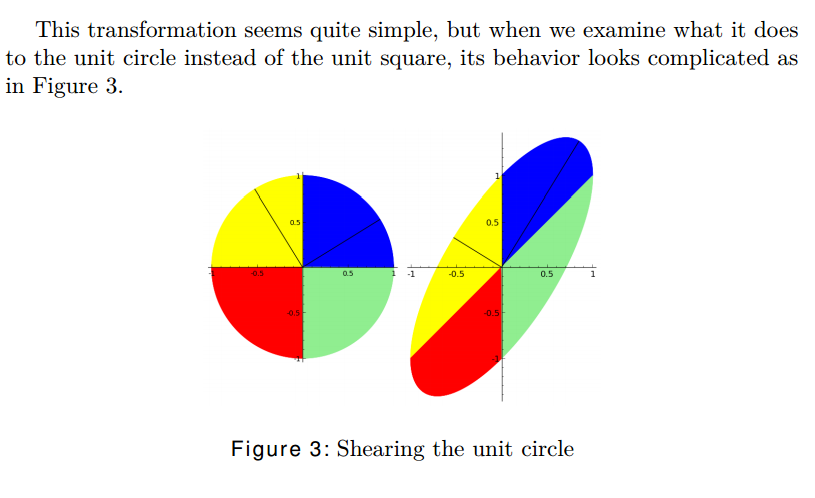 This transformation seems quite simple, but when we examine what it does
to the unit circle instead of the unit square, its behavior looks complicated as
in Figure 3.
1
0.5
-1 -0.5 0.5 1
-0.5
-1
1
0.5
-1 -0.5 0.5 1
-0.5
-1
Figure 3: Shearing the unit circle